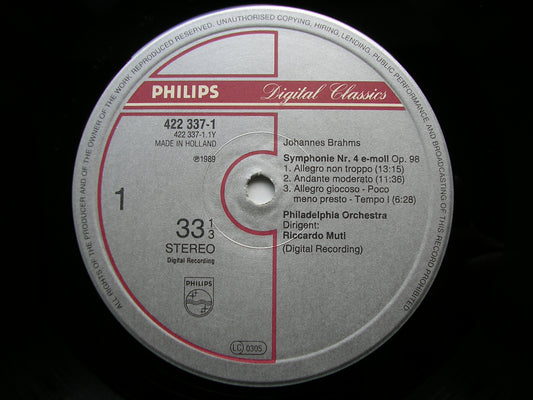 ALL RIGHTS OF THE PRODUCER AND OF THE OWNER OF THE WORK REPRODUCED RESERVED. UNAUTHORISED COPYING, HIRING, LENDING, PUBLIC PERFORMANCE AND BROADCASTING OF THIS RECORD PROHIBITED
PHILIPS
Digital Classics
422 337-1
422 337-1.1Y
MADE IN HOLLAND
℗1989
1
33 1/3
STEREO
Digital Recording
PHILIPS
LC 0305
Johannes Brahms
Symphonie Nr. 4 e-moll Op. 98
1. Allegro non troppo (13:15)
2. Andante moderato (11:36)
3. Allegro giocoso - Poco
meno presto - Tempo I (6:28)
Philadelphia Orchestra
Dirigent:
Riccardo Muti
(Digital Recording)